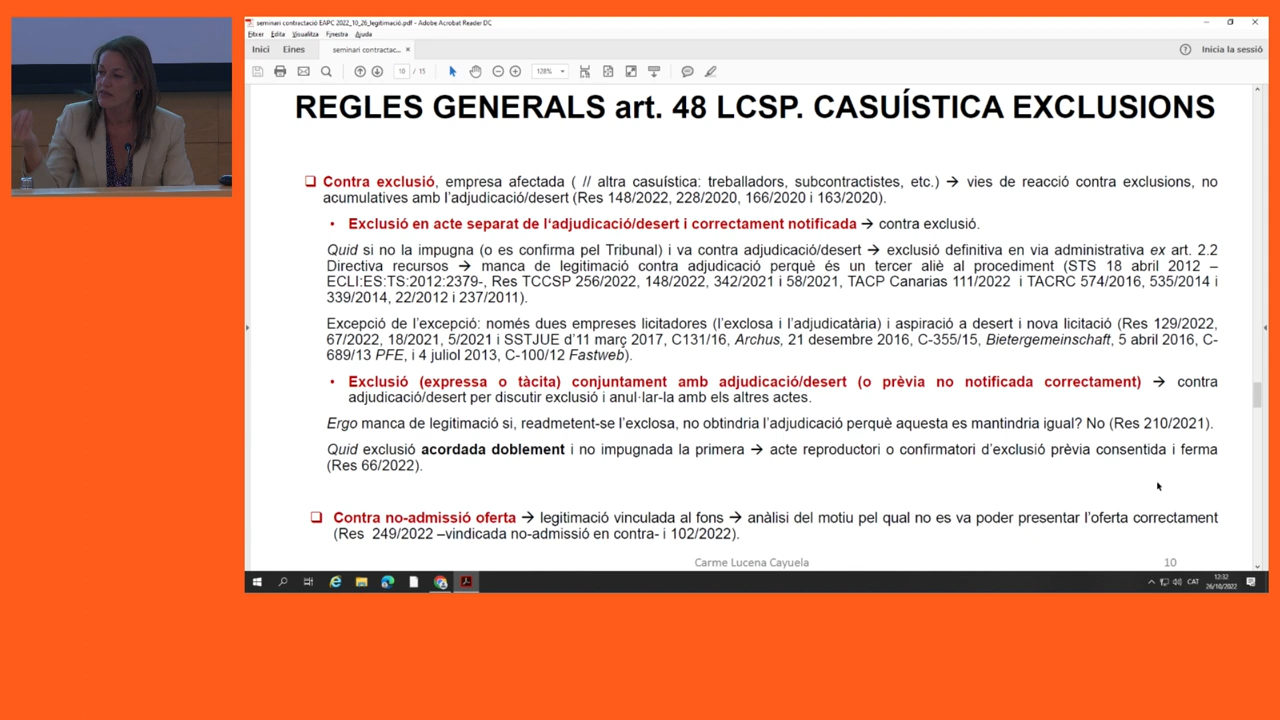 seminari contractació EAPC 2022_10_26_legitimació.pdf - Adobe Acrobat Reader DC
Fitxer Edita Visualitza Finestra Ajuda
Inici Eines seminari contractac... × Inicia la sessió
10 / 15 128%
REGLES GENERALS art. 48 LCSP. CASUÍSTICA EXCLUSIONS
Contra exclusió, empresa afectada ( // altra casuística: treballadors, subcontractistes, etc.) → vies de reacció contra exclusions, no
acumulatives amb l’adjudicació/desert (Res 148/2022, 228/2020, 166/2020 i 163/2020).
• Exclusió en acte separat de l‘adjudicació/desert i correctament notificada → contra exclusió.
Quid si no la impugna (o es confirma pel Tribunal) i va contra adjudicació/desert → exclusió definitiva en via administrativa ex art. 2.2
Directiva recursos → manca de legitimació contra adjudicació perquè és un tercer aliè al procediment (STS 18 abril 2012 –
ECLI:ES:TS:2012:2379-, Res TCCSP 256/2022, 148/2022, 342/2021 i 58/2021, TACP Canarias 111/2022 i TACRC 574/2016, 535/2014 i
339/2014, 22/2012 i 237/2011).
Excepció de l’excepció: només dues empreses licitadores (l’exclosa i l’adjudicatària) i aspiració a desert i nova licitació (Res 129/2022,
67/2022, 18/2021, 5/2021 i SSTJUE d’11 març 2017, C131/16, Archus, 21 desembre 2016, C-355/15, Bietergemeinschaft, 5 abril 2016, C-
689/13 PFE, i 4 juliol 2013, C-100/12 Fastweb).
• Exclusió (expressa o tàcita) conjuntament amb adjudicació/desert (o prèvia no notificada correctament) → contra
adjudicació/desert per discutir exclusió i anul·lar-la amb els altres actes.
Ergo manca de legitimació si, readmetent-se l’exclosa, no obtindria l’adjudicació perquè aquesta es mantindria igual? No (Res 210/2021).
Quid exclusió acordada doblement i no impugnada la primera → acte reproductori o confirmatori d’exclusió prèvia consentida i ferma
(Res 66/2022).
Contra no-admissió oferta → legitimació vinculada al fons → anàlisi del motiu pel qual no es va poder presentar l’oferta correctament
(Res 249/2022 –vindicada no-admissió en contra- i 102/2022).
Carme Lucena Cayuela 10
CAT 12:32
26/10/2022